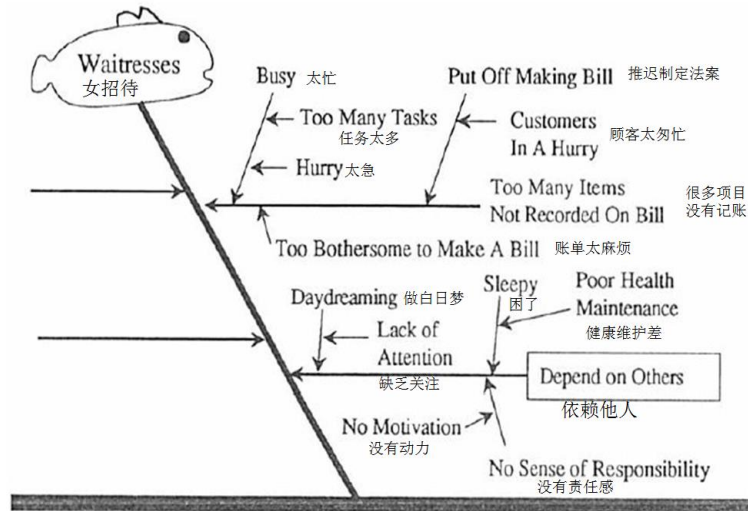 Waitresses
女招待
Busy 太忙
Put Off Making Bill 推迟制定法案
Too Many Tasks
任务太多
Customers
In A Hurry
顾客太匆忙
Hurry 太急
Too Many Items
Not Recorded On Bill
很多项目
没有记账
Too Bothersome to Make A Bill 账单太麻烦
Daydreaming 做白日梦
Sleepy
困了
Poor Health
Maintenance
健康维护差
Lack of
Attention
缺乏关注
Depend on Others
依赖他人
No Motivation
没有动力
No Sense of Responsibility
没有责任感